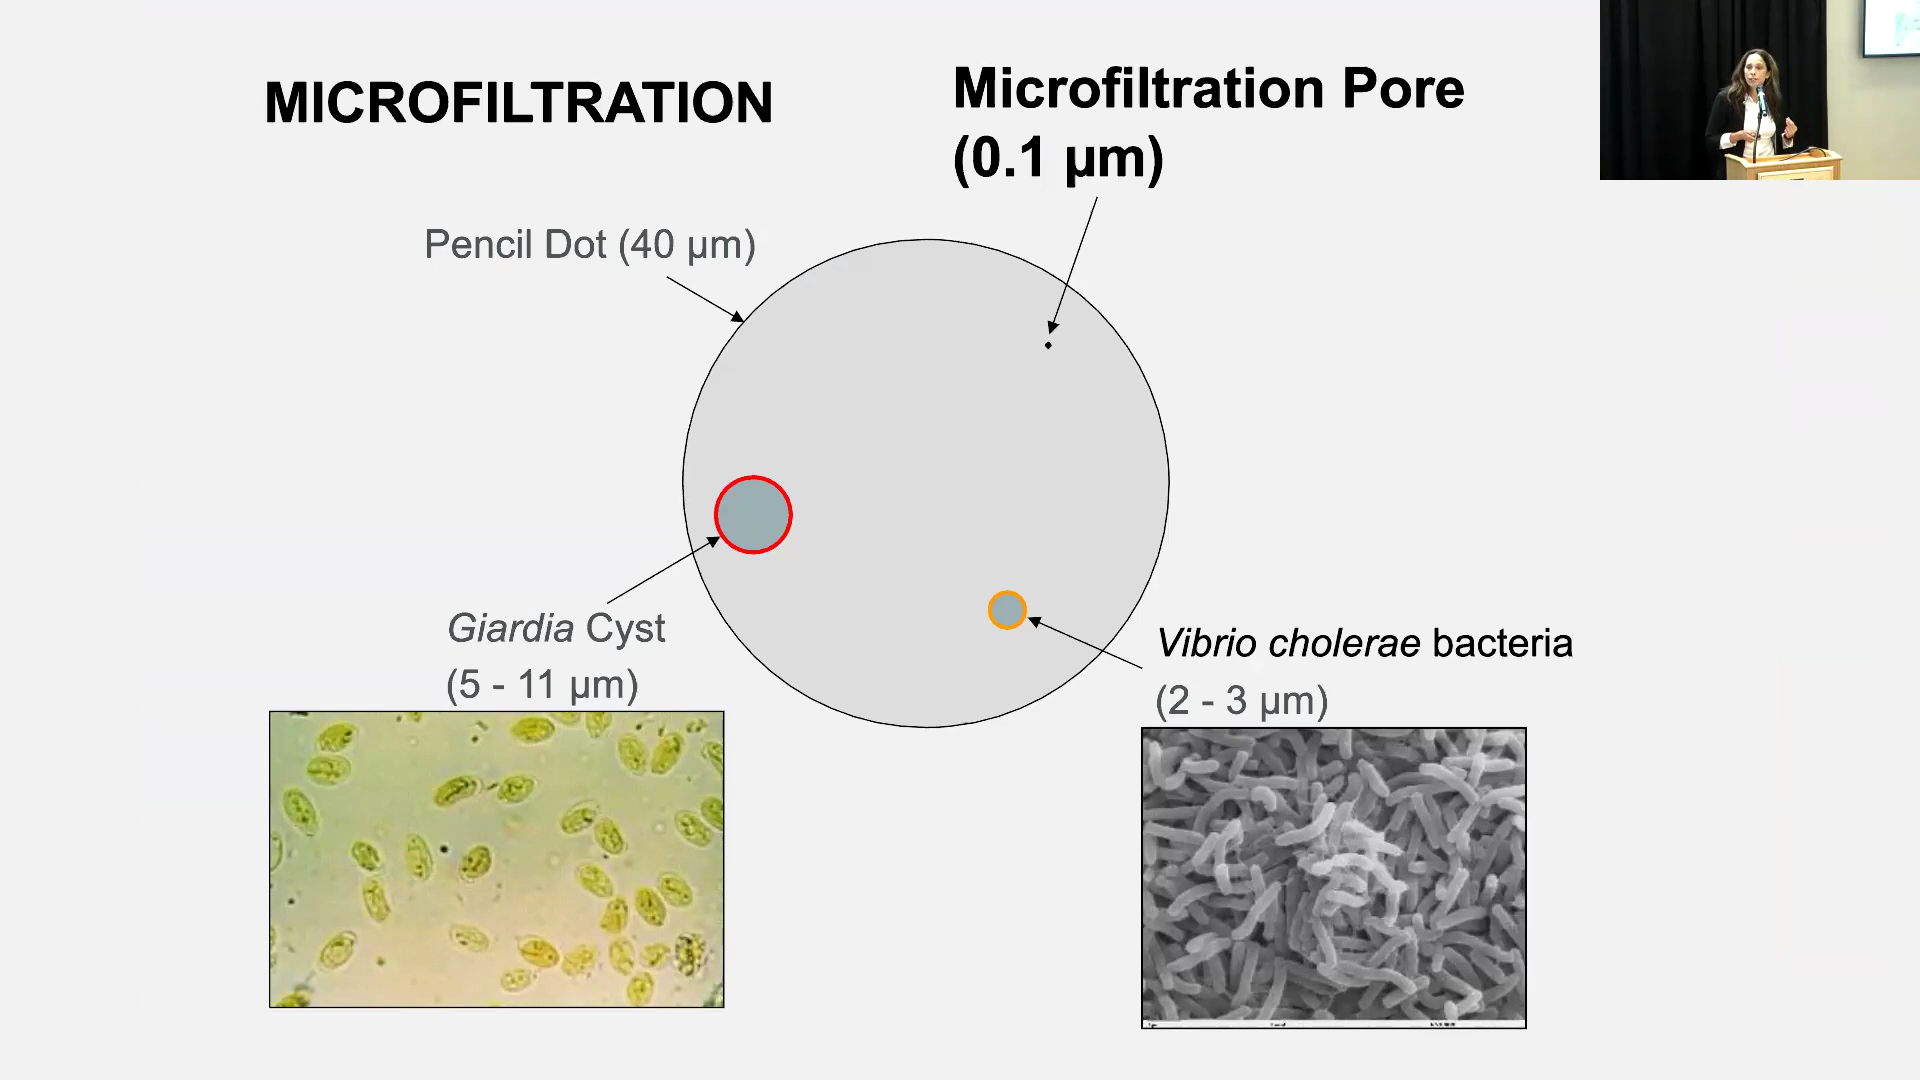 MICROFILTRATION
Microfiltration Pore
(0.1 µm)
Pencil Dot (40 µm)
Giardia Cyst
(5 - 11 µm)
Vibrio cholerae bacteria
(2 - 3 µm)